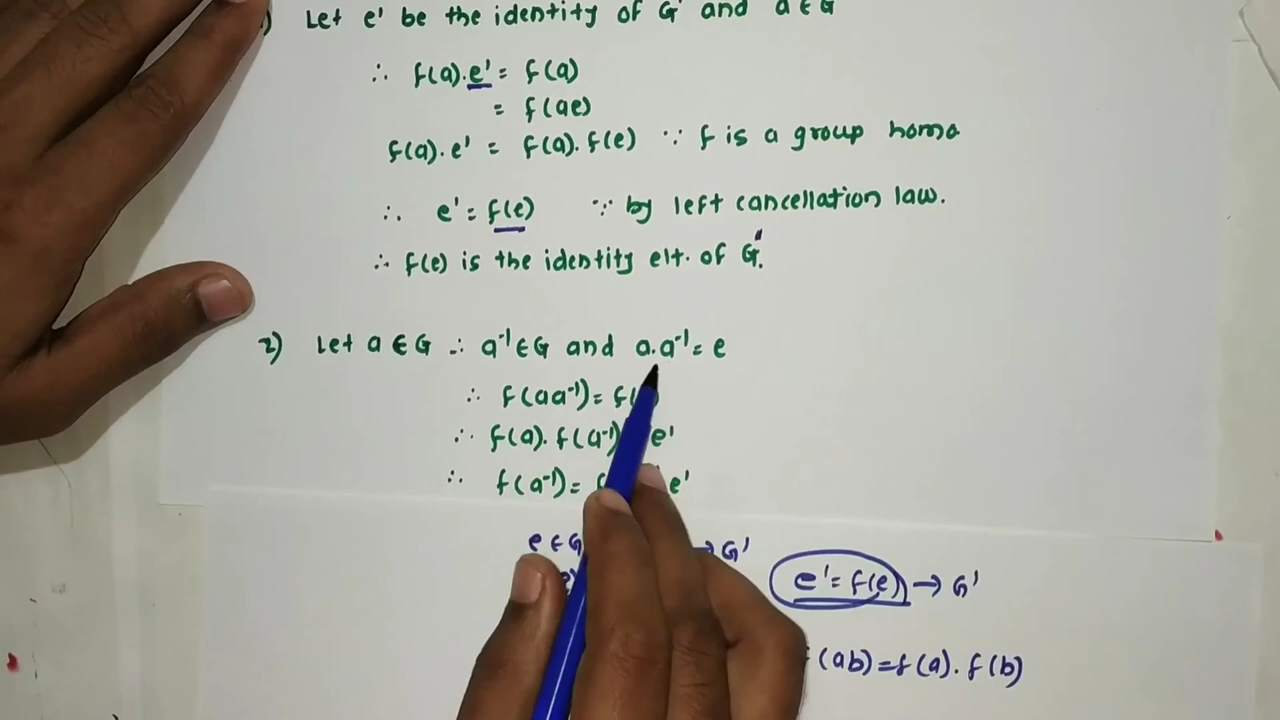 Let e' be the identity of G' and a ∈ G
∴ f(a).e' = f(a)
= f(ae)
f(a).e' = f(a).f(e) ∵ f is a group homo
∴ e' = f(e) ∵ by left cancellation law.
∴ f(e) is the identity elt. of G'.
2) Let a ∈ G ∴ a⁻¹ ∈ G and a.a⁻¹ = e
∴ f(aa⁻¹) = f(
∴ f(a).f(a⁻¹) e'
∴ f(a⁻¹) = e'
e ∈ G → G'
e' = f(e) → G'
(ab) = f(a).f(b)